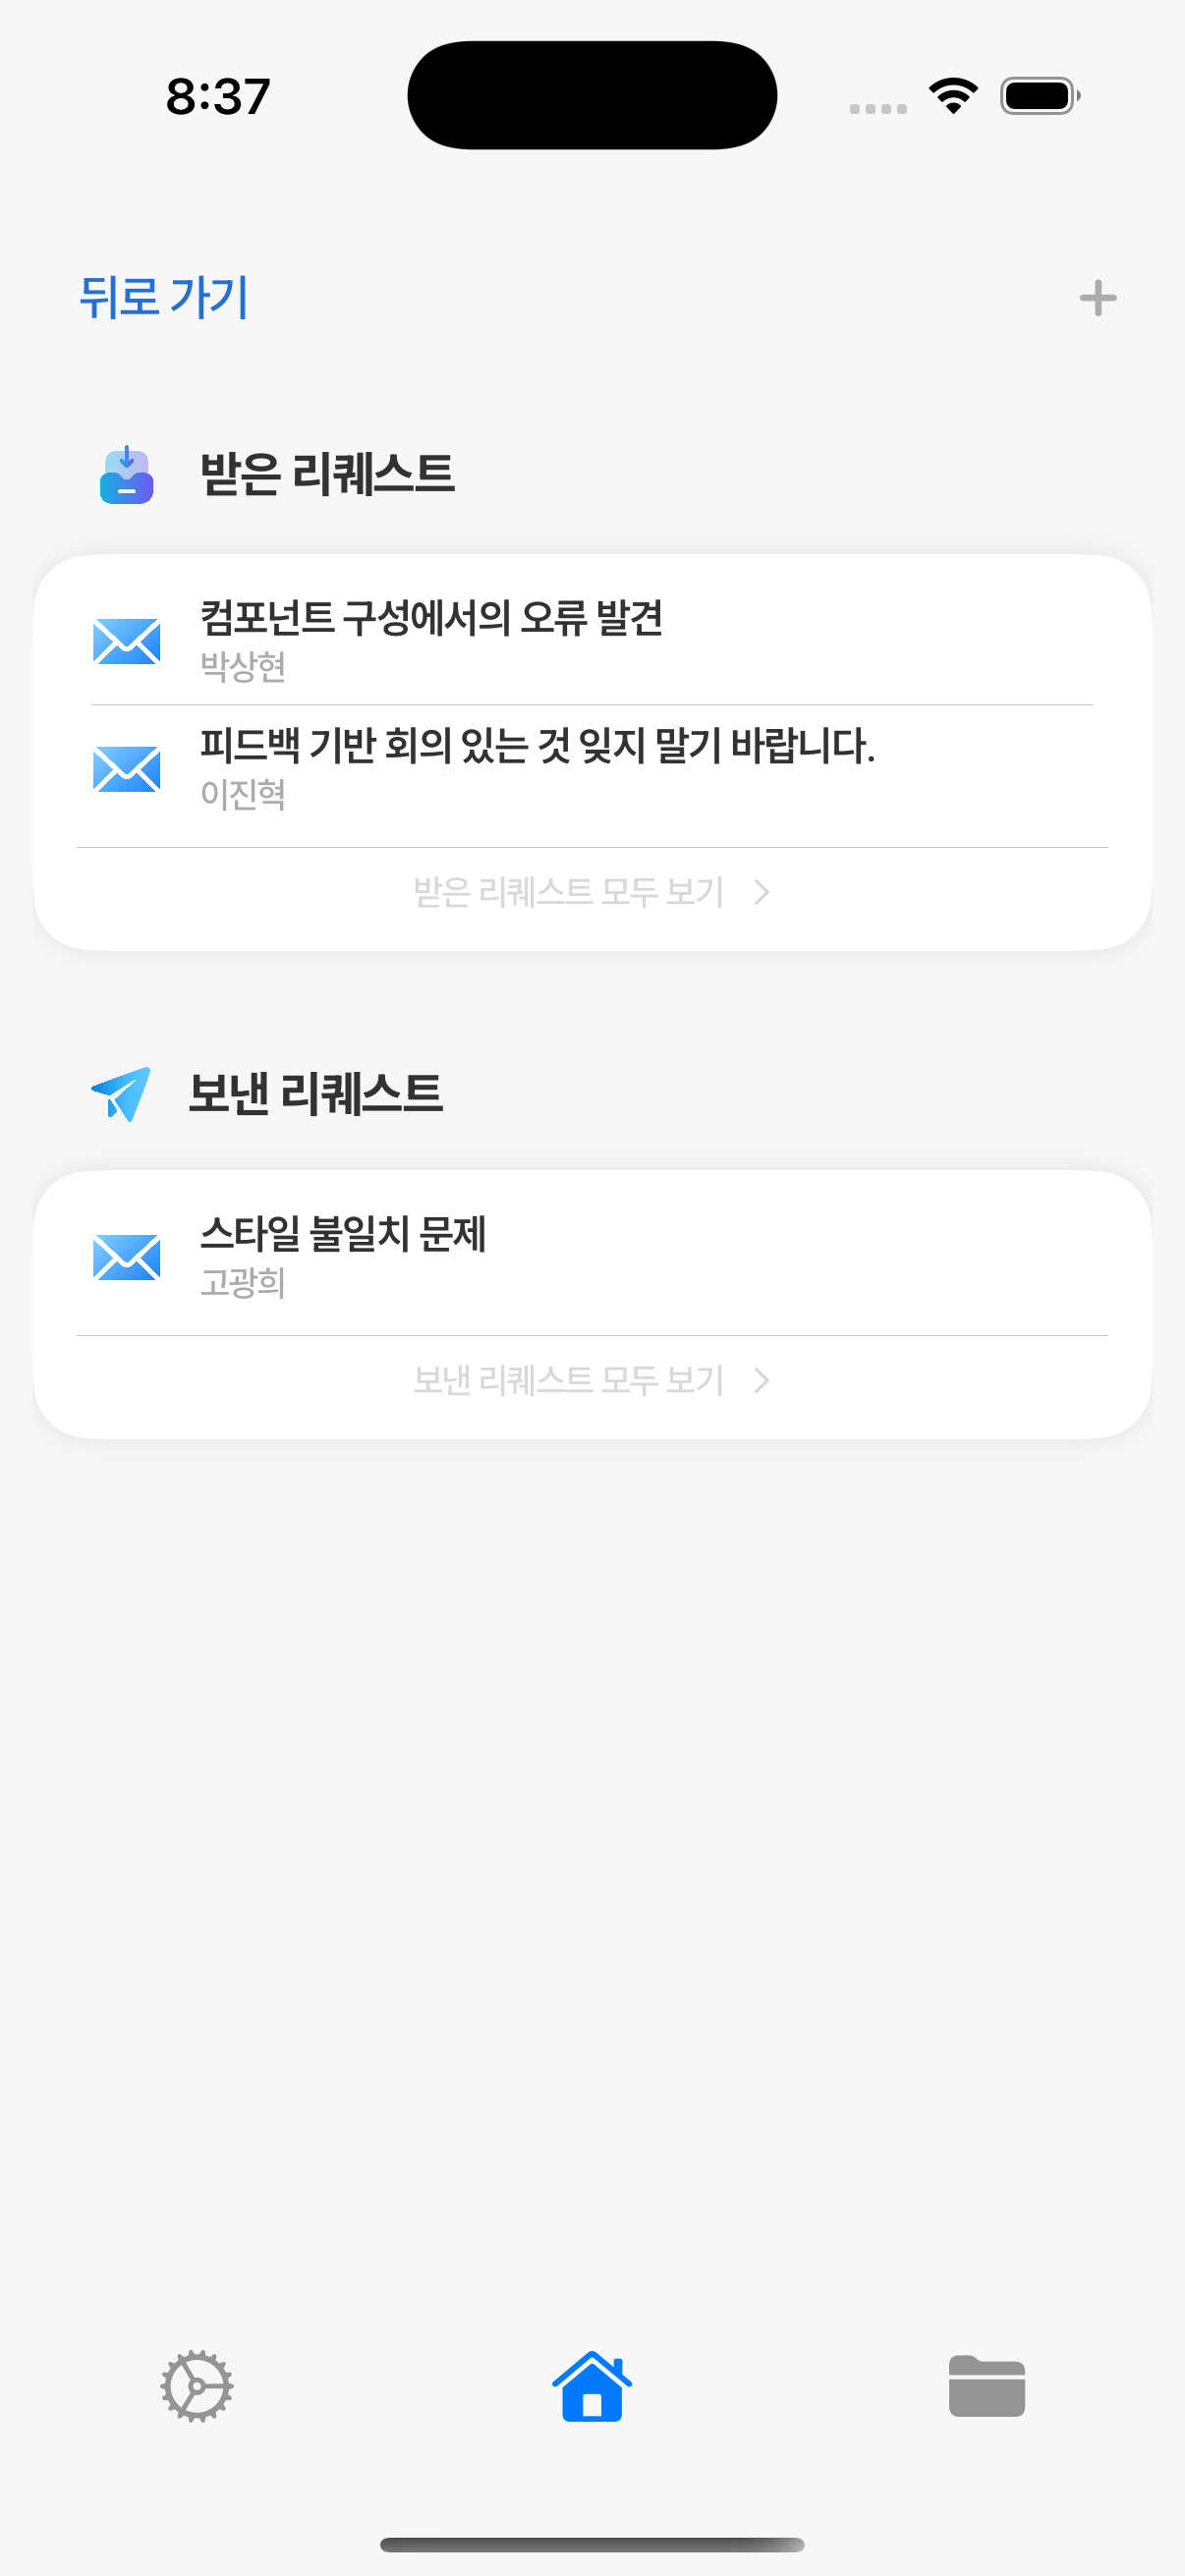 8:37
뒤로 가기
받은 리퀘스트
컴포넌트 구성에서의 오류 발견
박상현
피드백 기반 회의 있는 것 잊지 말기 바랍니다.
이진혁
받은 리퀘스트 모두 보기
보낸 리퀘스트
스타일 불일치 문제
고광희
보낸 리퀘스트 모두 보기